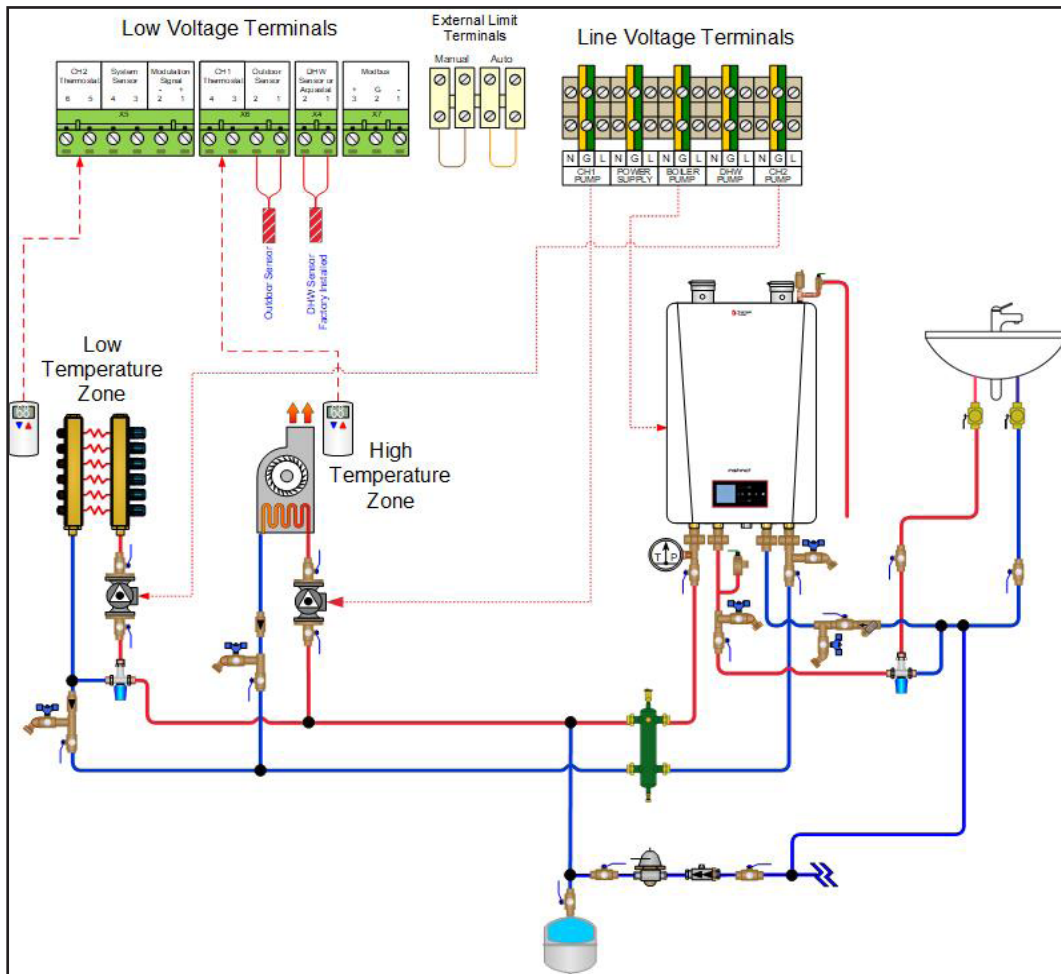 Low Voltage Terminals
External Limit
Terminals
Manual Auto
Line Voltage Terminals
CH2
Thermostat
6 5
System
Sensor
4 3
Modulation
Signal
- +
2 1
X5
CH1
Thermostat
4 3
Outdoor
Sensor
2 1
X6
DHW
Sensor or
Aquastat
2 1
X4
Modbus
+ G -
3 2 1
X7
N G L
CH1
PUMP
N G L
POWER
SUPPLY
N G L
BOILER
PUMP
N G L
DHW
PUMP
N G L
CH2
PUMP
Outdoor Sensor
DHW Sensor
Factory Installed
Low
Temperature
Zone
68
68
High
Temperature
Zone
T P